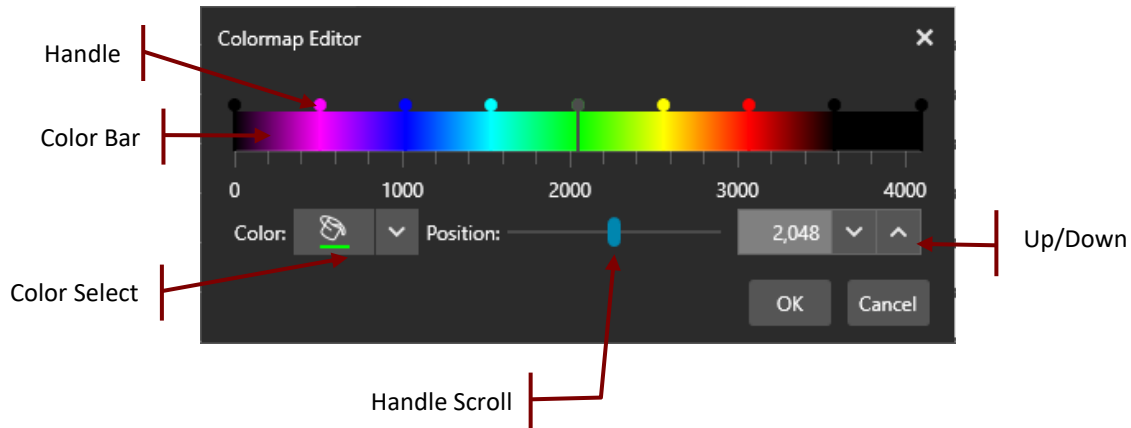 Colormap Editor
Handle
Color Bar
0 1000 2000 3000 4000
Color: Position: 2,048
Up/Down
Color Select
OK Cancel
Handle Scroll